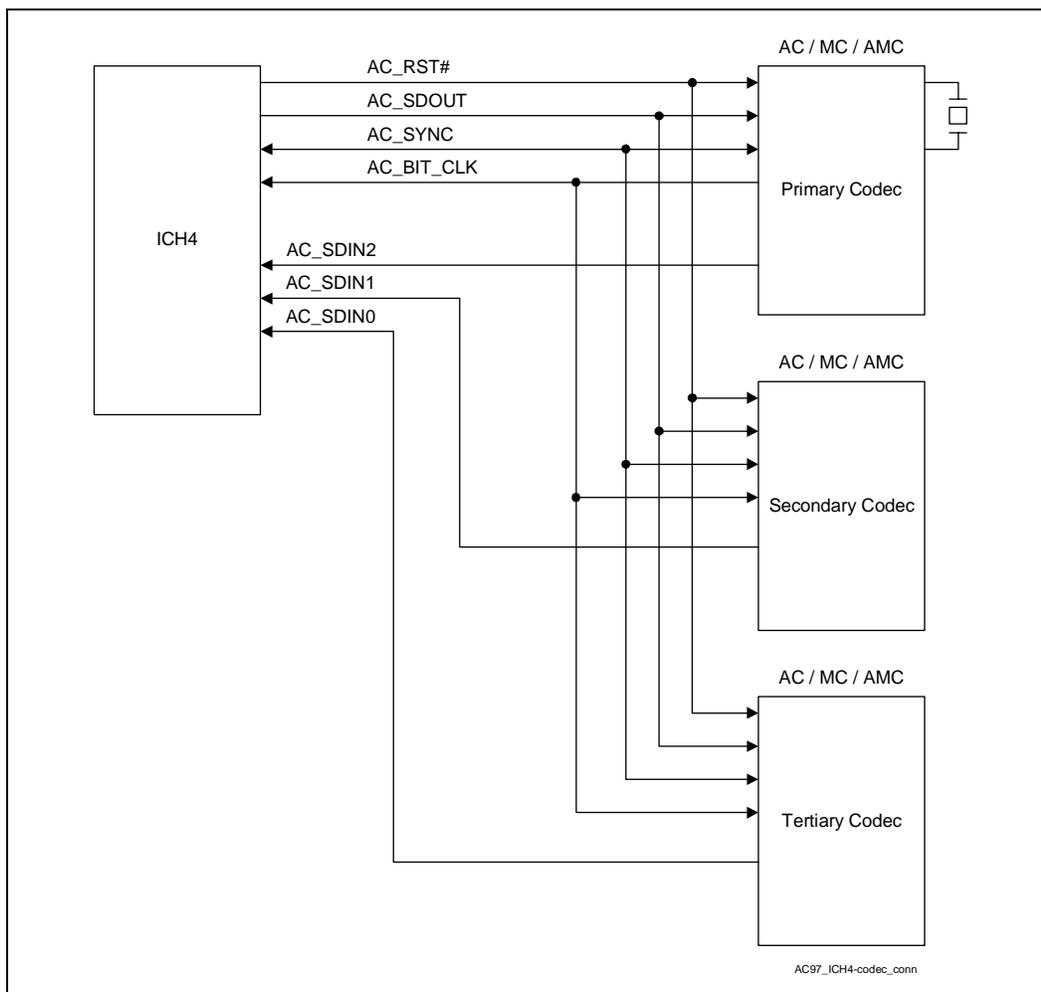 AC / MC / AMC
AC_RST#
AC_SDOUT
AC_SYNC
AC_BIT_CLK
Primary Codec
ICH4
AC_SDIN2
AC_SDIN1
AC_SDIN0
AC / MC / AMC
Secondary Codec
AC / MC / AMC
Tertiary Codec
AC97_ICH4-codec_conn